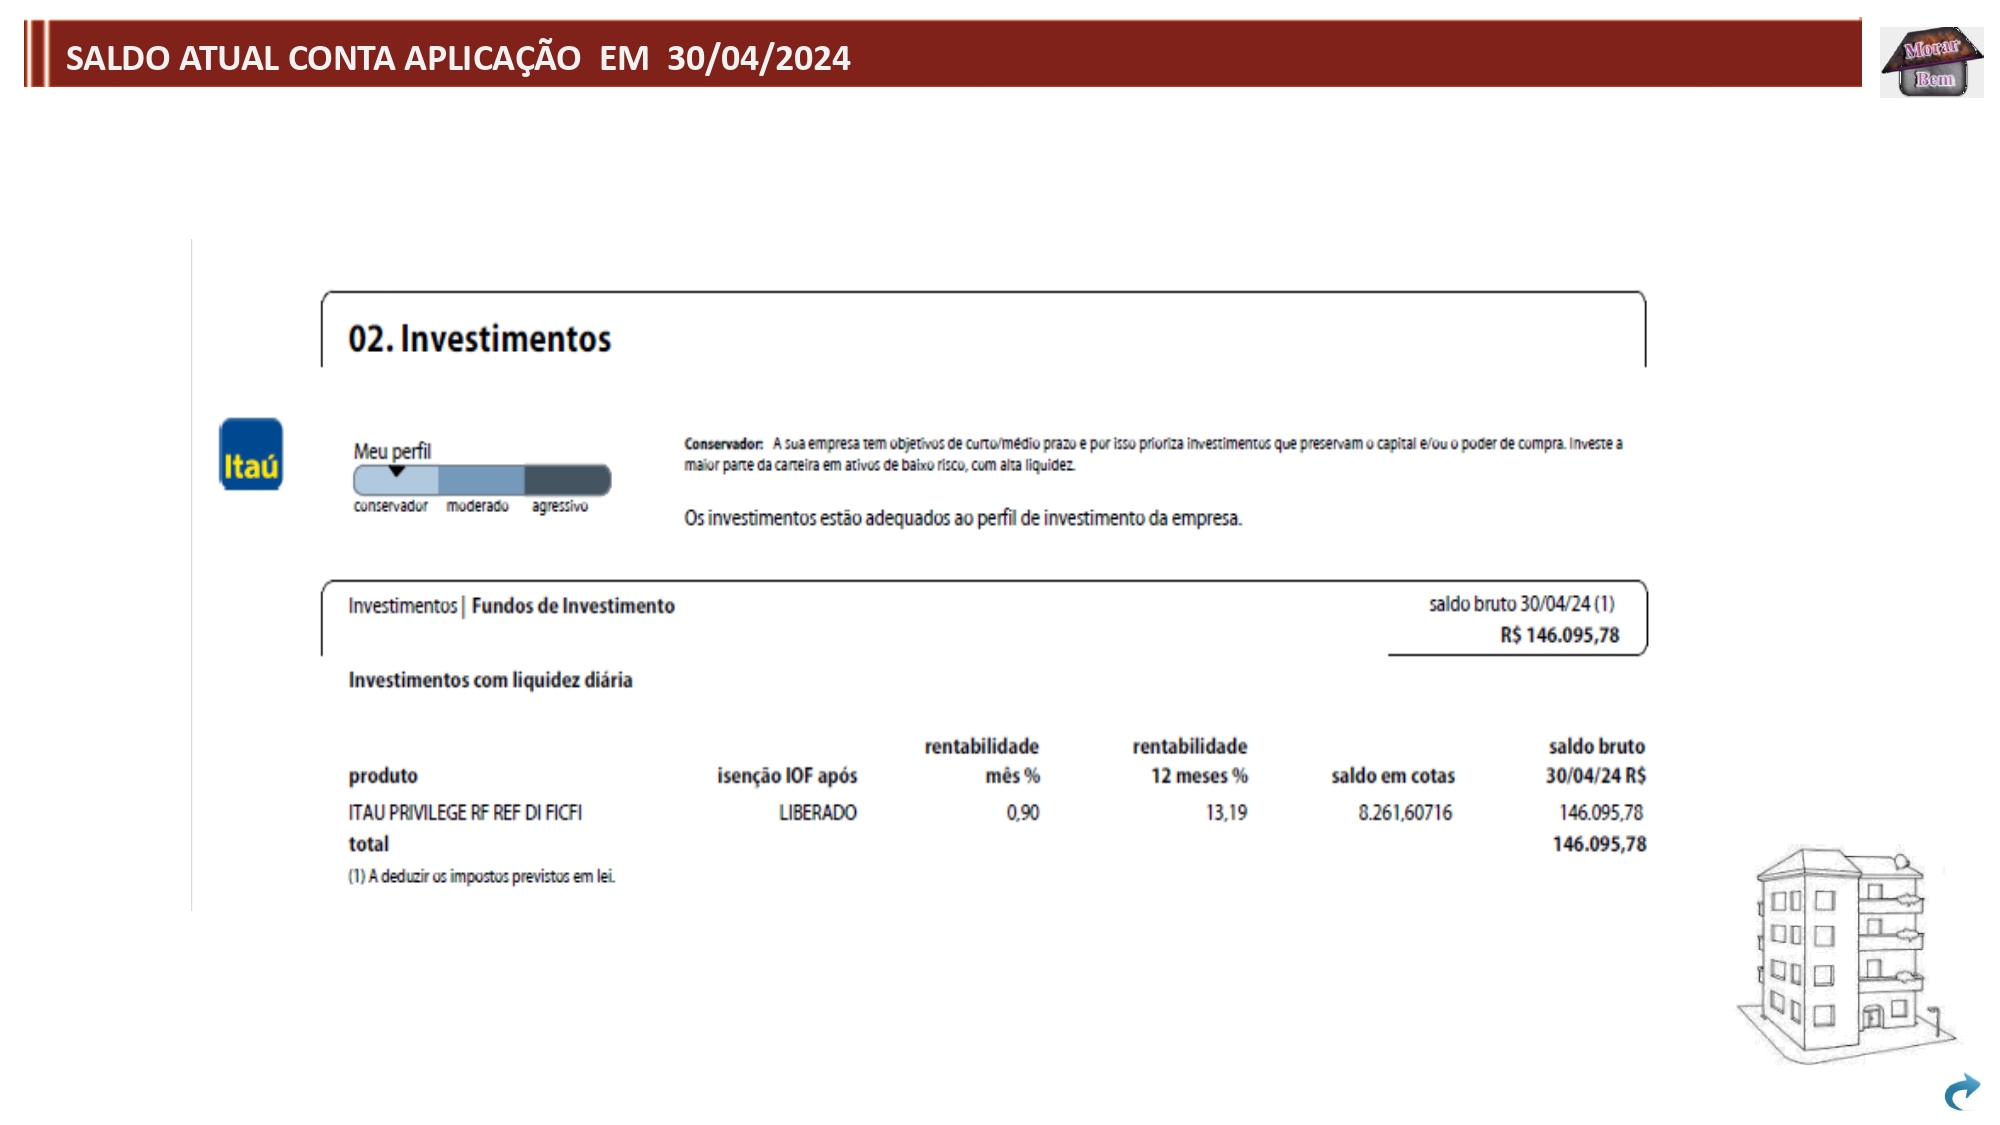 SALDO ATUAL CONTA APLICAÇÃO EM 30/04/2024
Morar
Bem
02. Investimentos
Itaú
Meu perfil
conservador moderado agressivo
Conservador: A sua empresa tem objetivos de curto/médio prazo e por isso prioriza investimentos que preservam o capital e/ou o poder de compra. Investe a
maior parte da carteira em ativos de baixo risco, com alta liquidez.
Os investimentos estão adequados ao perfil de investimento da empresa.
Investimentos | Fundos de Investimento
saldo bruto 30/04/24 (1)
R$ 146.095,78
Investimentos com liquidez diária
rentabilidade rentabilidade saldo bruto
produto isenção IOF após mês % 12 meses % saldo em cotas 30/04/24 R$
ITAU PRIVILEGE RF REF DI FICFI LIBERADO 0,90 13,19 8.261,60716 146.095,78
total 146.095,78
(1) A deduzir os impostos previstos em lei.